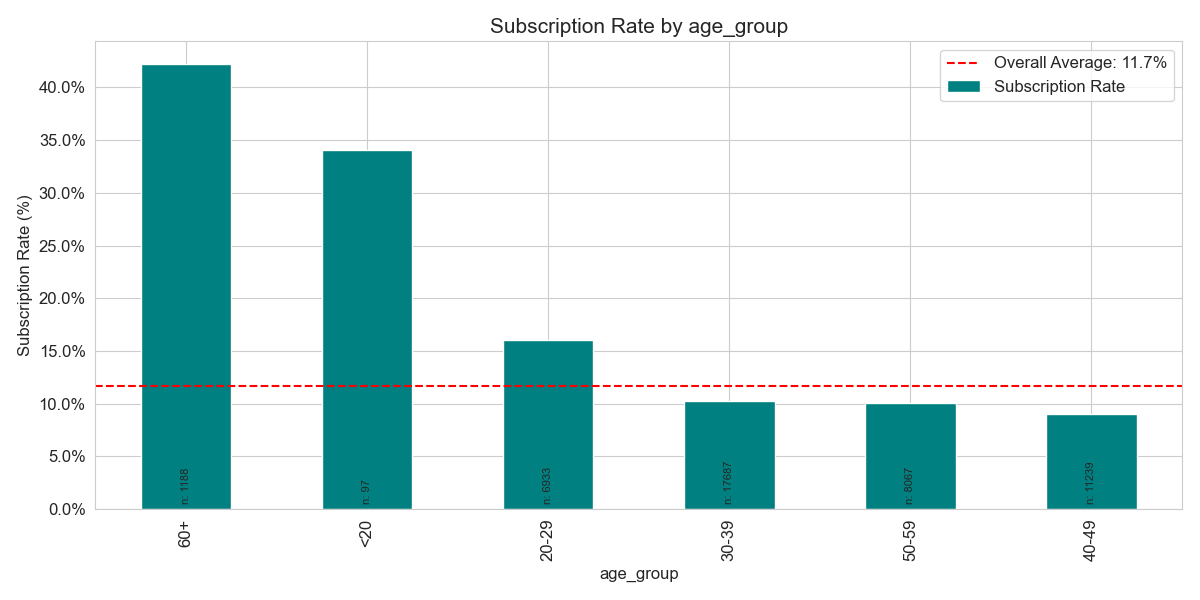 Subscription Rate by age_group
Overall Average: 11.7%
Subscription Rate
Subscription Rate (%)
40.0%
35.0%
30.0%
25.0%
20.0%
15.0%
10.0%
5.0%
0.0%
n: 1188
n: 97
n: 6933
n: 17687
n: 8067
n: 11239
60+
<20
20-29
30-39
50-59
40-49
age_group